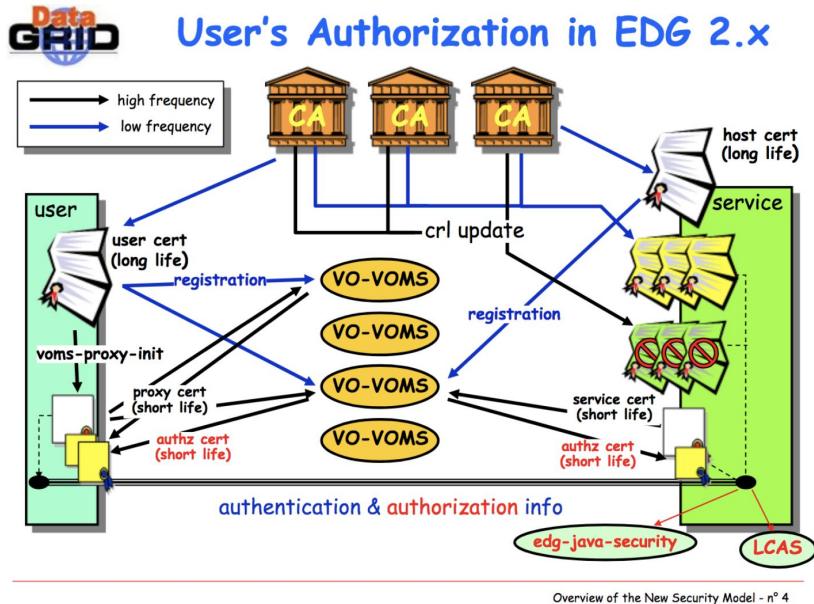 Data
GRID
User's Authorization in EDG 2.x
high frequency
low frequency
CA
CA
CA
host cert
(long life)
user
service
user cert
(long life)
crl update
registration
VO-VOMS
registration
VO-VOMS
voms-proxy-init
VO-VOMS
proxy cert
(short life)
service cert
(short life)
authz cert
(short life)
VO-VOMS
authz cert
(short life)
authentication & authorization info
edg-java-security
LCAS
Overview of the New Security Model - n° 4